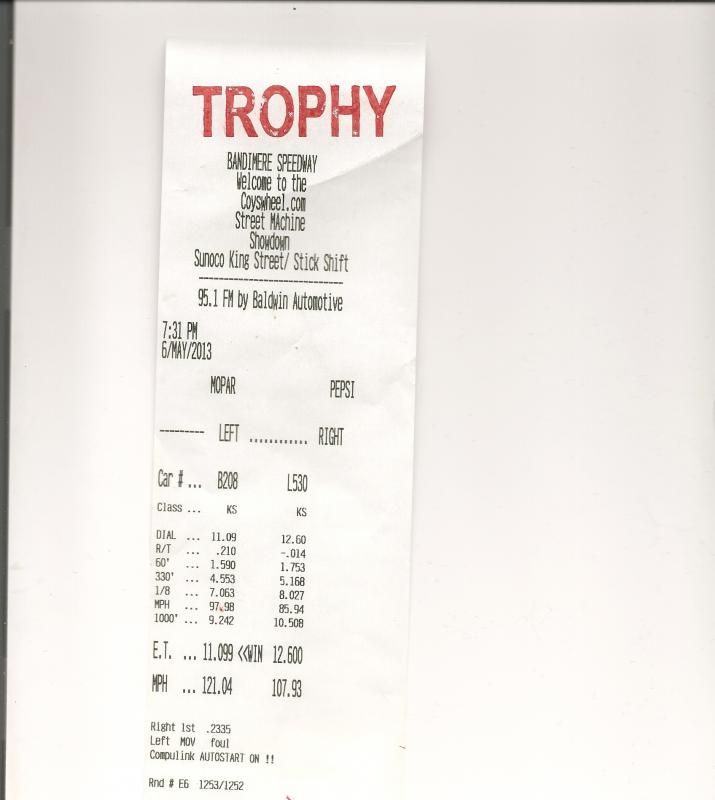 TROPHY
BANDIMERE SPEEDWAY
Welcome to the
Coyswheel.com
Street MAchine
Showdown
Sunoco King Street/ Stick Shift
-------------------------------
95.1 FM by Baldwin Automotive
7:31 PM
6/MAY/2013
MOPAR PEPSI
--------- LEFT ............ RIGHT
Car # ... B208 L530
Class ... KS KS
DIAL ... 11.09 12.60
R/T ... .210 -.014
60' ... 1.590 1.753
330' ... 4.553 5.168
1/8 ... 7.063 8.027
MPH ... 97.98 85.94
1000' ... 9.242 10.508
E.T. ... 11.099 <<WIN 12.600
MPH ... 121.04 107.93
Right 1st .2335
Left MOV foul
Compulink AUTOSTART ON !!
Rnd # E6 1253/1252